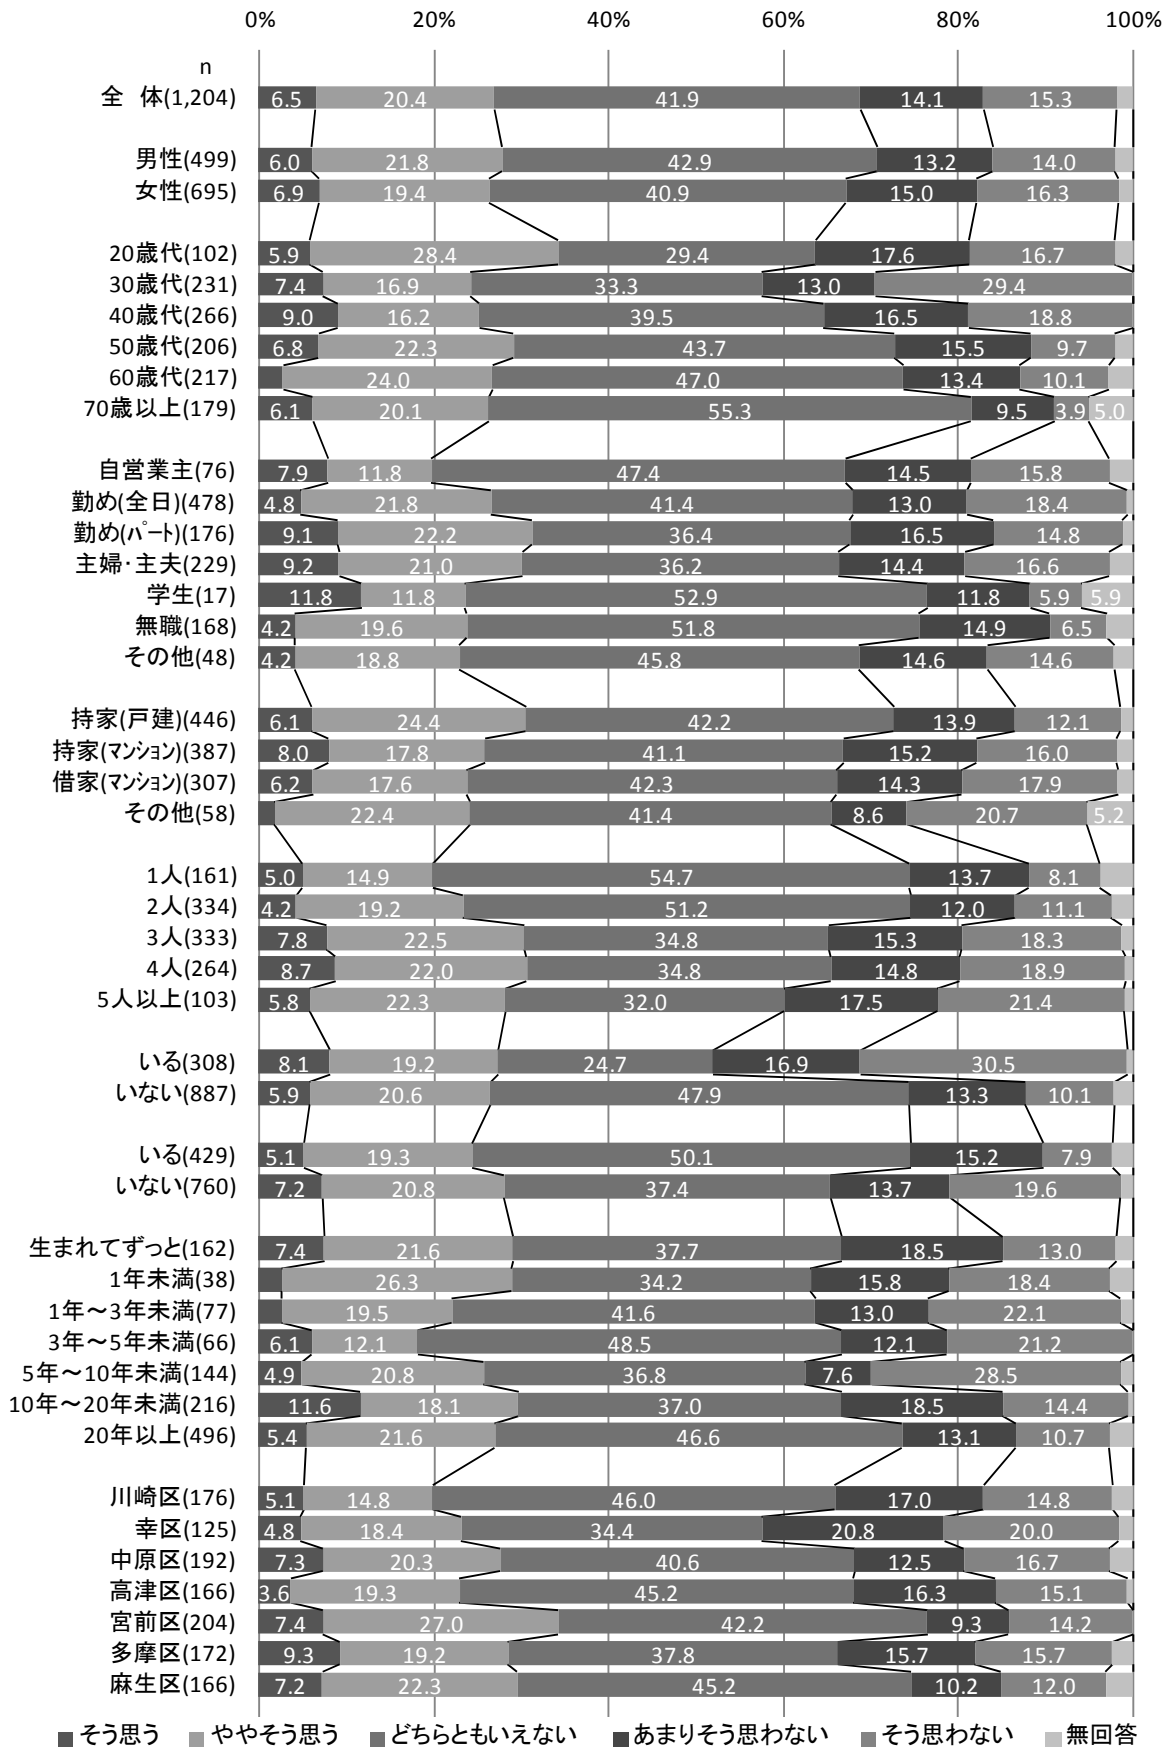 0% 20% 40% 60% 80% 100%
n
全 体(1,204) 6.5 20.4 41.9 14.1 15.3
男性(499) 6.0 21.8 42.9 13.2 14.0
女性(695) 6.9 19.4 40.9 15.0 16.3
20歳代(102) 5.9 28.4 29.4 17.6 16.7
30歳代(231) 7.4 16.9 33.3 13.0 29.4
40歳代(266) 9.0 16.2 39.5 16.5 18.8
50歳代(206) 6.8 22.3 43.7 15.5 9.7
60歳代(217) 24.0 47.0 13.4 10.1
70歳以上(179) 6.1 20.1 55.3 9.5 3.9 5.0
自営業主(76) 7.9 11.8 47.4 14.5 15.8
勤め(全日)(478) 4.8 21.8 41.4 13.0 18.4
勤め(ﾊﾟｰﾄ)(176) 9.1 22.2 36.4 16.5 14.8
主婦・主夫(229) 9.2 21.0 36.2 14.4 16.6
学生(17) 11.8 11.8 52.9 11.8 5.9 5.9
無職(168) 4.2 19.6 51.8 14.9 6.5
その他(48) 4.2 18.8 45.8 14.6 14.6
持家(戸建)(446) 6.1 24.4 42.2 13.9 12.1
持家(ﾏﾝｼｮﾝ)(387) 8.0 17.8 41.1 15.2 16.0
借家(ﾏﾝｼｮﾝ)(307) 6.2 17.6 42.3 14.3 17.9
その他(58) 22.4 41.4 8.6 20.7 5.2
1人(161) 5.0 14.9 54.7 13.7 8.1
2人(334) 4.2 19.2 51.2 12.0 11.1
3人(333) 7.8 22.5 34.8 15.3 18.3
4人(264) 8.7 22.0 34.8 14.8 18.9
5人以上(103) 5.8 22.3 32.0 17.5 21.4
いる(308) 8.1 19.2 24.7 16.9 30.5
いない(887) 5.9 20.6 47.9 13.3 10.1
いる(429) 5.1 19.3 50.1 15.2 7.9
いない(760) 7.2 20.8 37.4 13.7 19.6
生まれてずっと(162) 7.4 21.6 37.7 18.5 13.0
1年未満(38) 26.3 34.2 15.8 18.4
1年～3年未満(77) 19.5 41.6 13.0 22.1
3年～5年未満(66) 6.1 12.1 48.5 12.1 21.2
5年～10年未満(144) 4.9 20.8 36.8 7.6 28.5
10年～20年未満(216) 11.6 18.1 37.0 18.5 14.4
20年以上(496) 5.4 21.6 46.6 13.1 10.7
川崎区(176) 5.1 14.8 46.0 17.0 14.8
幸区(125) 4.8 18.4 34.4 20.8 20.0
中原区(192) 7.3 20.3 40.6 12.5 16.7
高津区(166) 3.6 19.3 45.2 16.3 15.1
宮前区(204) 7.4 27.0 42.2 9.3 14.2
多摩区(172) 9.3 19.2 37.8 15.7 15.7
麻生区(166) 7.2 22.3 45.2 10.2 12.0
そう思う ややそう思う どちらともいえない あまりそう思わない そう思わない 無回答